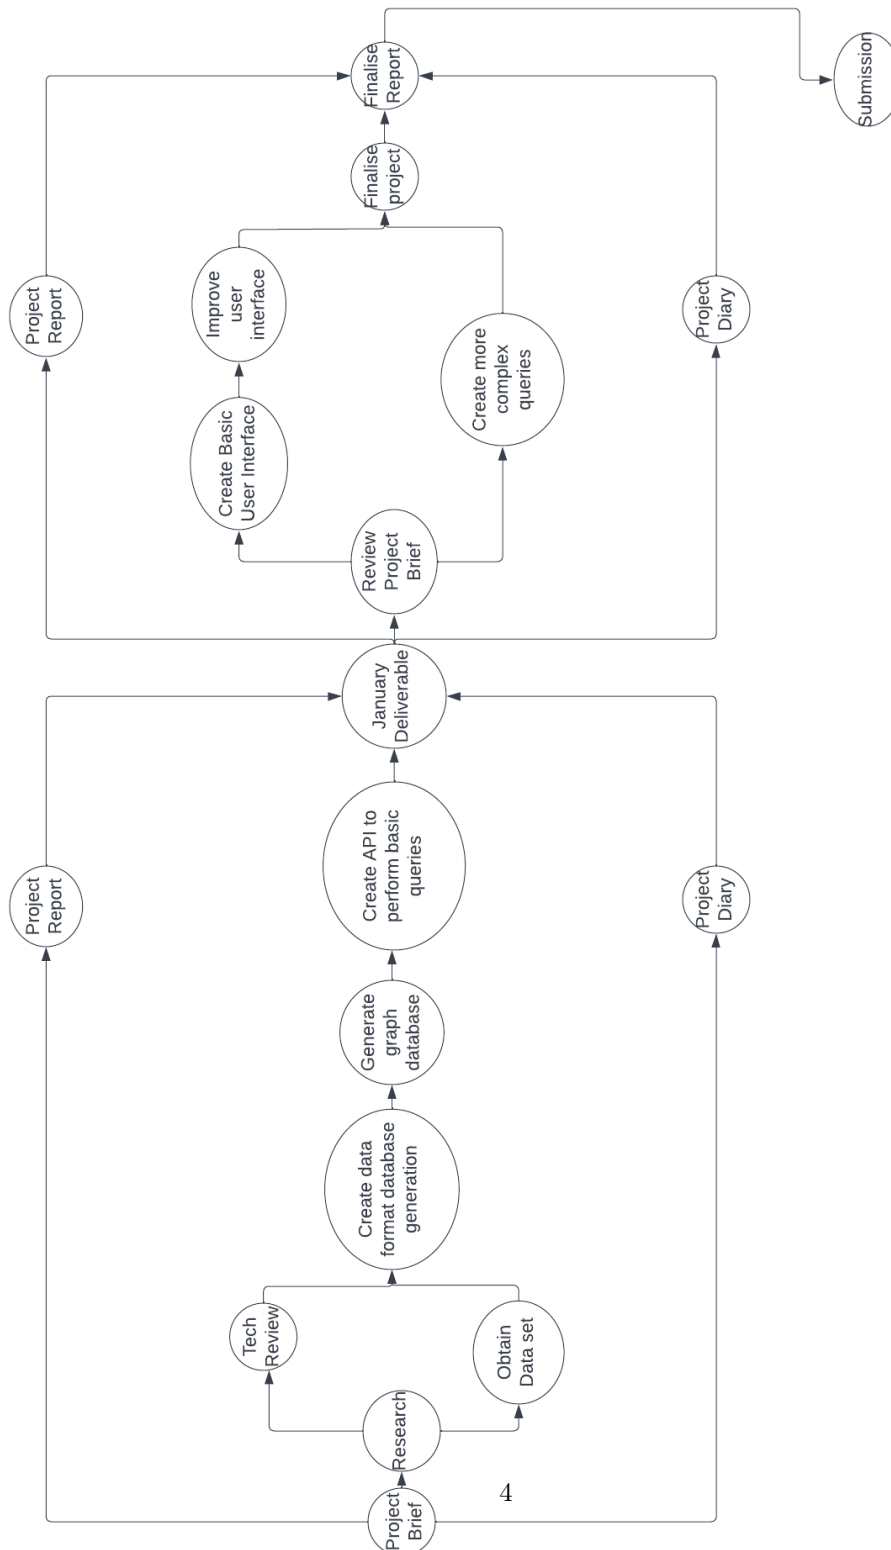 Project
Brief
Research
Tech
Review
Obtain
Data set
Create data
format database
generation
Generate
graph
database
Create API to
perform basic
queries
Project
Report
Project
Diary
January
Deliverable
Review
Project
Brief
Create Basic
User Interface
Improve
user
interface
Create more
complex
queries
Project
Report
Project
Diary
Finalise
project
Finalise
Report
Submission
4